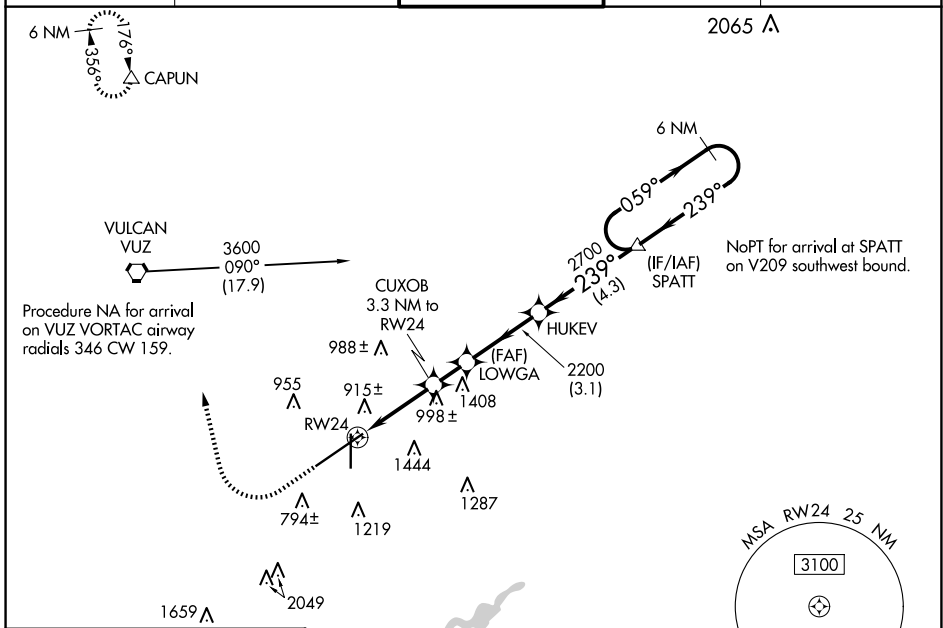 6 NM
176°
356°
CAPUN
2065
6 NM
059°
239°
VULCAN
VUZ
3600
090°
(17.9)
2700
239°
(4.3)
(IF/IAF)
SPATT
NoPT for arrival at SPATT
on V209 southwest bound.
Procedure NA for arrival
on VUZ VORTAC airway
radials 346 CW 159.
CUXOB
3.3 NM to
RW24
HUKEV
(FAF)
LOWGA
2200
(3.1)
988±
955
915±
998±
1408
RW24
1444
1287
794±
1219
2049
1659
MSA RW24 25 NM
3100